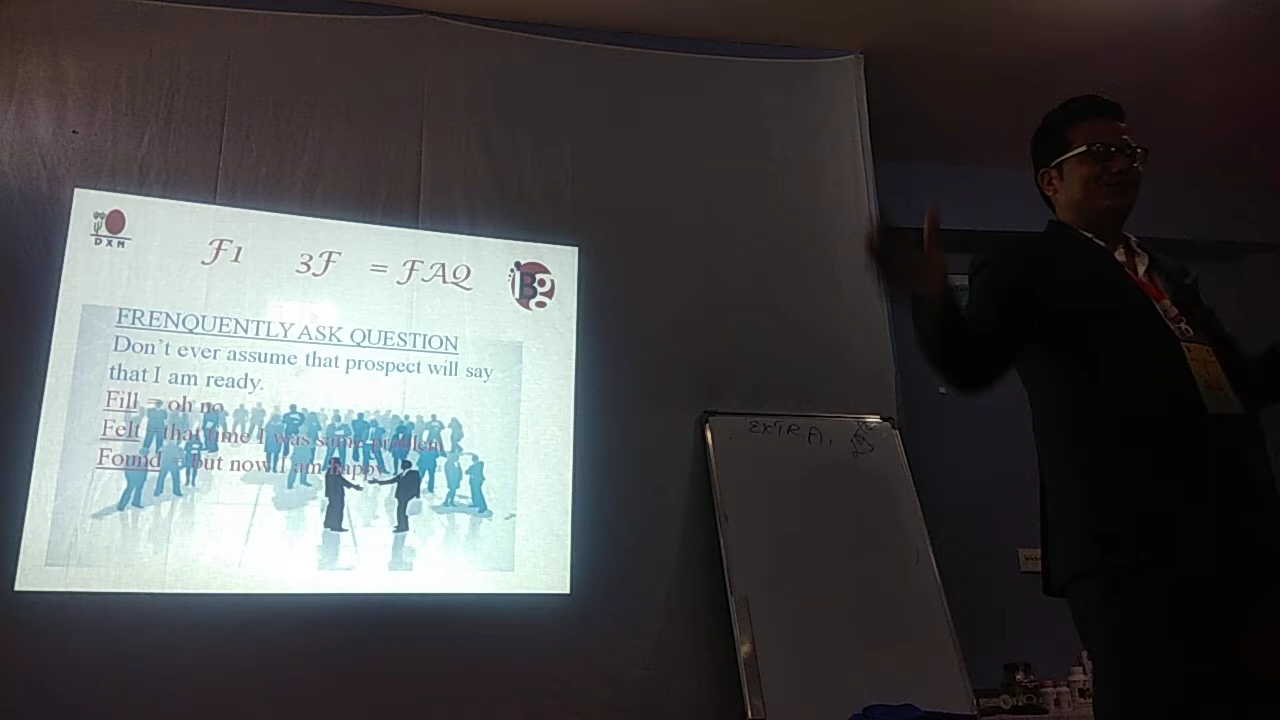 DXN
F1 3F = FAQ
B
FRENQUENTLY ASK QUESTION
Don't ever assume that prospect will say
that I am ready.
Fill = oh no
Felt =that time I was same problem
Found = but now I am happy
EXTRA.